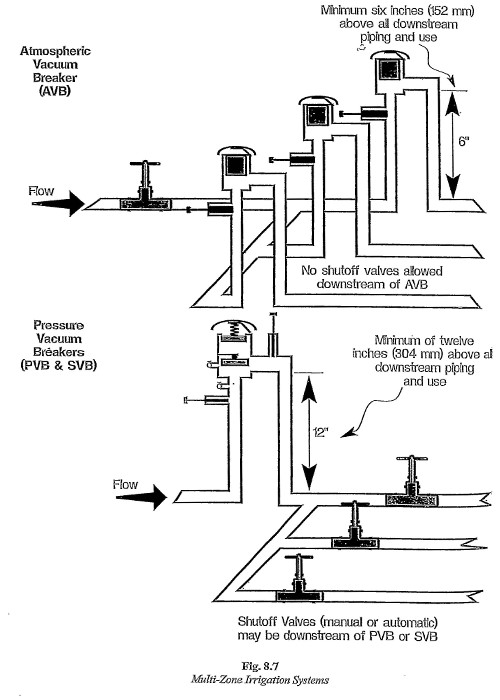 Minimum six inches (152 mm)
above all downstream
piping and use
Atmospheric
Vacuum
Breaker
(AVB)
6"
Flow
No shutoff valves allowed
downstream of AVB
Pressure
Vacuum
Breakers
(PVB & SVB)
Minimum of twelve
inches (304 mm) above al
downstream piping
and use
12"
Flow
Shutoff Valves (manual or automatic)
may be downstream of PVB or SVB
Fig. 8.7
Multi-Zone Irrigation Systems